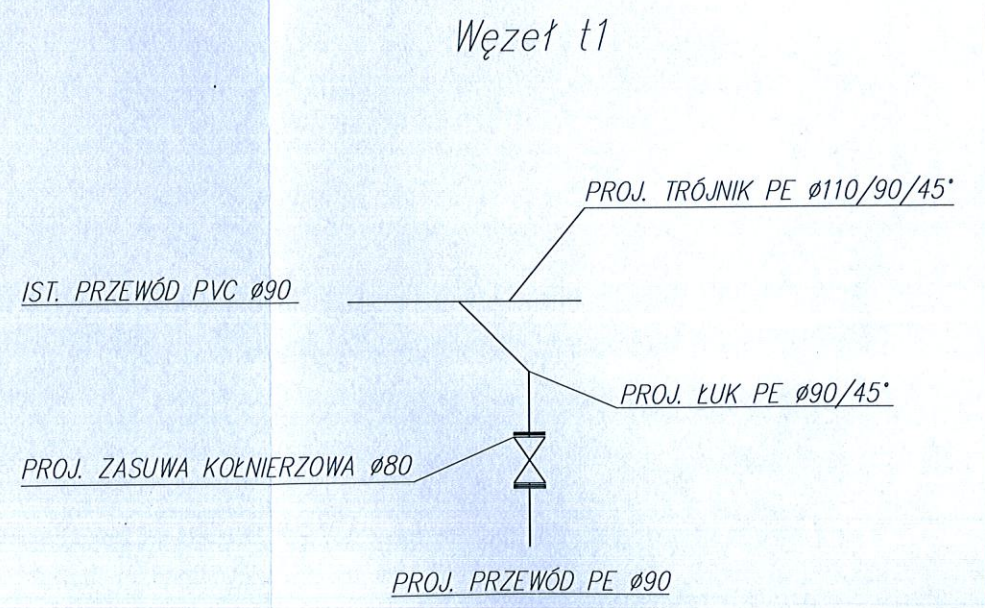 Węzeł t1
PROJ. TRÓJNIK PE ø110/90/45°
IST. PRZEWÓD PVC ø90
PROJ. ŁUK PE ø90/45°
PROJ. ZASUWA KOŁNIERZOWA ø80
PROJ. PRZEWÓD PE ø90